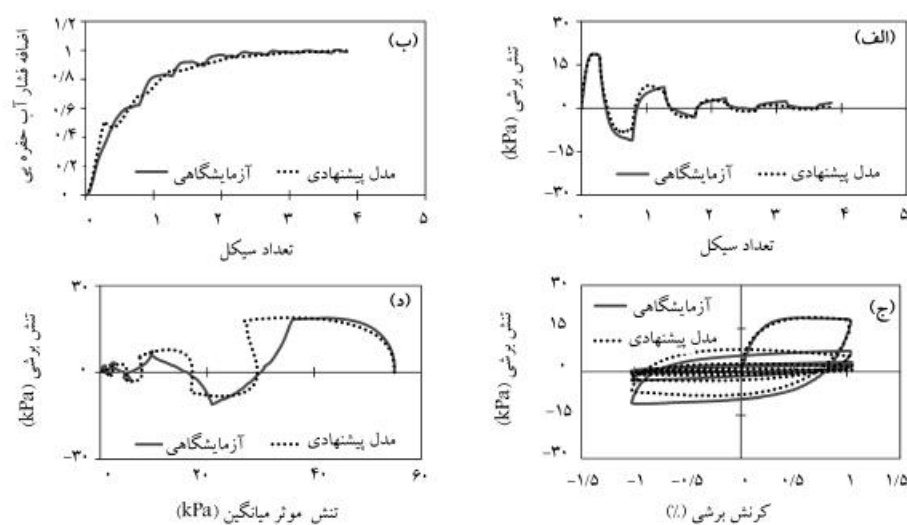 (الف)
تنش برشی (kPa)
۳۰
۱۵
۰
-۱۵
-۳۰
آزمایشگاهی
مدل پیشنهادی
۰ ۱ ۲ ۳ ۴ ۵
تعداد سیکل
(ب)
اضافه فشار آب حفره یی
۱/۲
۱
۰/۸
۰/۶
۰/۴
۰/۲
۰
آزمایشگاهی
مدل پیشنهادی
۰ ۱ ۲ ۳ ۴ ۵
تعداد سیکل
(ج)
تنش برشی (kPa)
۳۰
۱۵
۰
-۱۵
-۳۰
آزمایشگاهی
مدل پیشنهادی
-۱/۵ -۱ -۰/۵ ۰ ۰/۵ ۱ ۱/۵
کرنش برشی (٪)
(د)
تنش برشی (kPa)
۳۰
۰
-۳۰
آزمایشگاهی
مدل پیشنهادی
۰ ۲۰ ۴۰ ۶۰
تنش موثر میانگین (kPa)